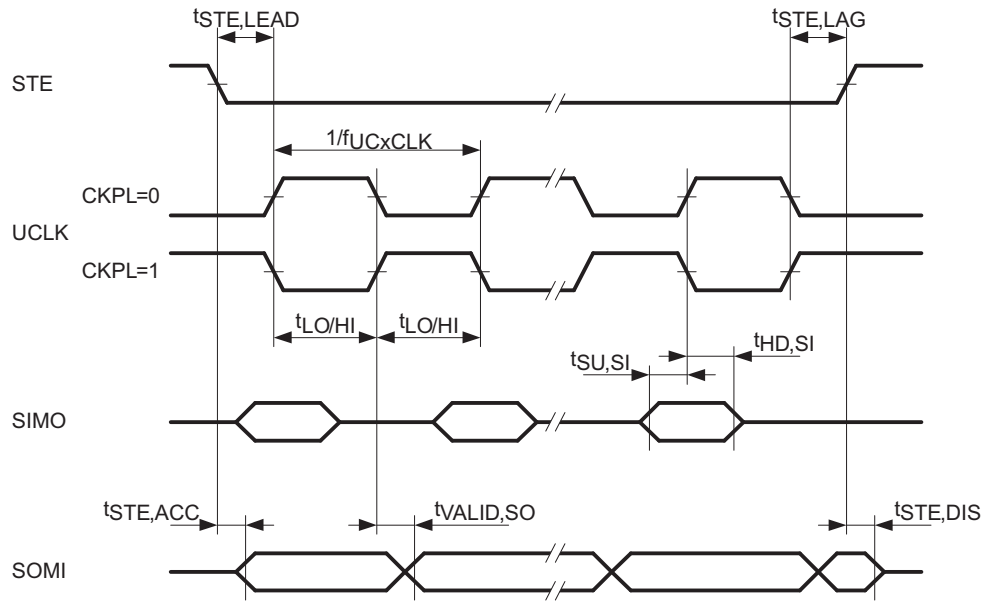 tSTE,LEAD
tSTE,LAG
STE
1/fUCxCLK
CKPL=0
UCLK
CKPL=1
tLO/HI
tLO/HI
tSU,SI
tHD,SI
SIMO
tSTE,ACC
tVALID,SO
tSTE,DIS
SOMI